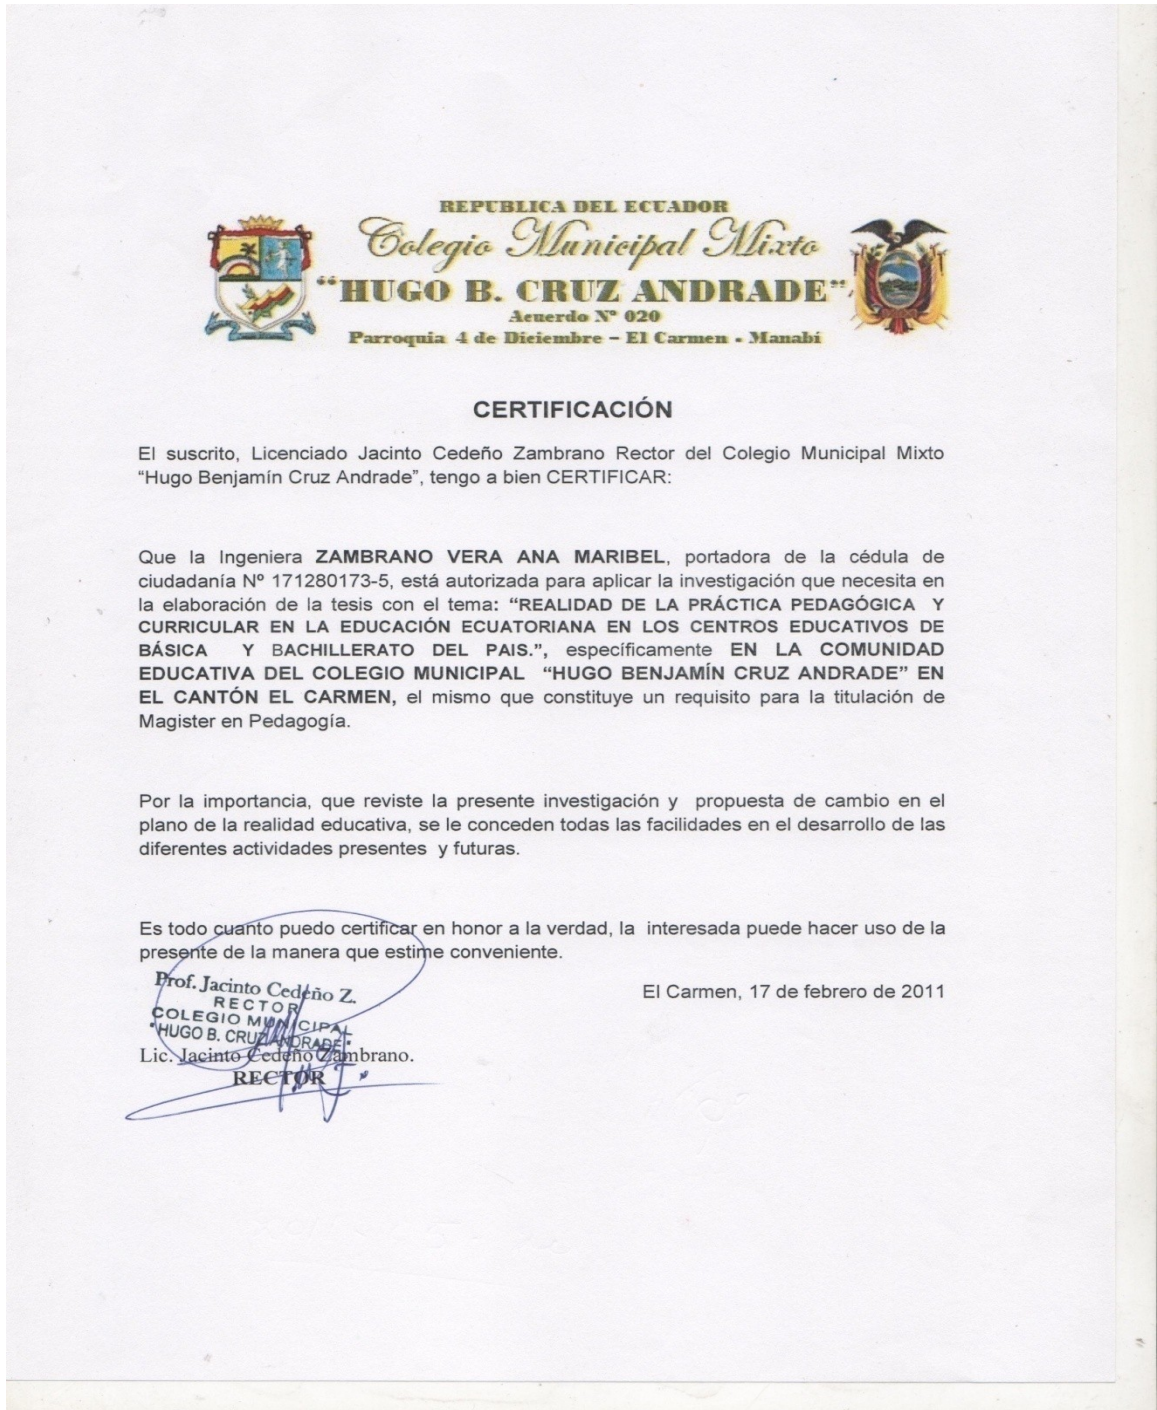 REPUBLICA DEL ECUADOR
Colegio Municipal Mixto
“HUGO B. CRUZ ANDRADE”
Acuerdo Nº 020
Parroquia 4 de Diciembre – El Carmen - Manabí
CERTIFICACIÓN
El suscrito, Licenciado Jacinto Cedeño Zambrano Rector del Colegio Municipal Mixto
“Hugo Benjamín Cruz Andrade”, tengo a bien CERTIFICAR:
Que la Ingeniera ZAMBRANO VERA ANA MARIBEL, portadora de la cédula de
ciudadanía Nº 171280173-5, está autorizada para aplicar la investigación que necesita en
la elaboración de la tesis con el tema: “REALIDAD DE LA PRÁCTICA PEDAGÓGICA Y
CURRICULAR EN LA EDUCACIÓN ECUATORIANA EN LOS CENTROS EDUCATIVOS DE
BÁSICA Y BACHILLERATO DEL PAIS.”, específicamente EN LA COMUNIDAD
EDUCATIVA DEL COLEGIO MUNICIPAL “HUGO BENJAMÍN CRUZ ANDRADE” EN
EL CANTÓN EL CARMEN, el mismo que constituye un requisito para la titulación de
Magister en Pedagogía.
Por la importancia, que reviste la presente investigación y propuesta de cambio en el
plano de la realidad educativa, se le conceden todas las facilidades en el desarrollo de las
diferentes actividades presentes y futuras.
Es todo cuanto puedo certificar en honor a la verdad, la interesada puede hacer uso de la
presente de la manera que estime conveniente.
El Carmen, 17 de febrero de 2011
Prof. Jacinto Cedeño Z.
RECTOR
COLEGIO MUNICIPAL
"HUGO B. CRUZ ANDRADE"
Lic. Jacinto Cedeño Zambrano.
RECTOR